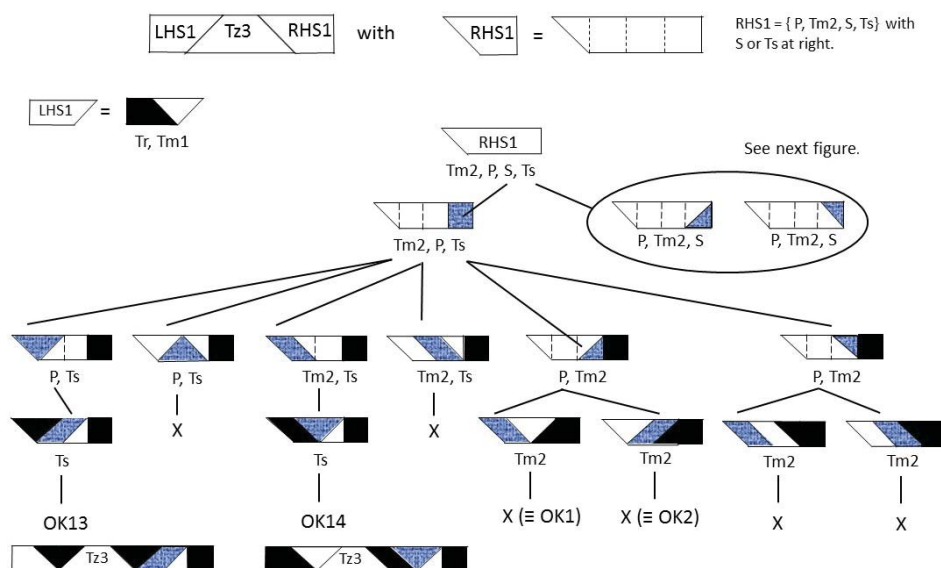 LHS1 Tz3 RHS1 with RHS1 =
RHS1 = { P, Tm2, S, Ts} with
S or Ts at right.
LHS1 =
Tr, Tm1
RHS1
See next figure.
Tm2, P, S, Ts
Tm2, P, Ts
P, Tm2, S P, Tm2, S
P, Ts P, Ts Tm2, Ts Tm2, Ts P, Tm2 P, Tm2
X X
Ts Ts Tm2 Tm2 Tm2 Tm2
OK13 OK14 X (≡ OK1) X (≡ OK2) X X
Tz3 Tz3